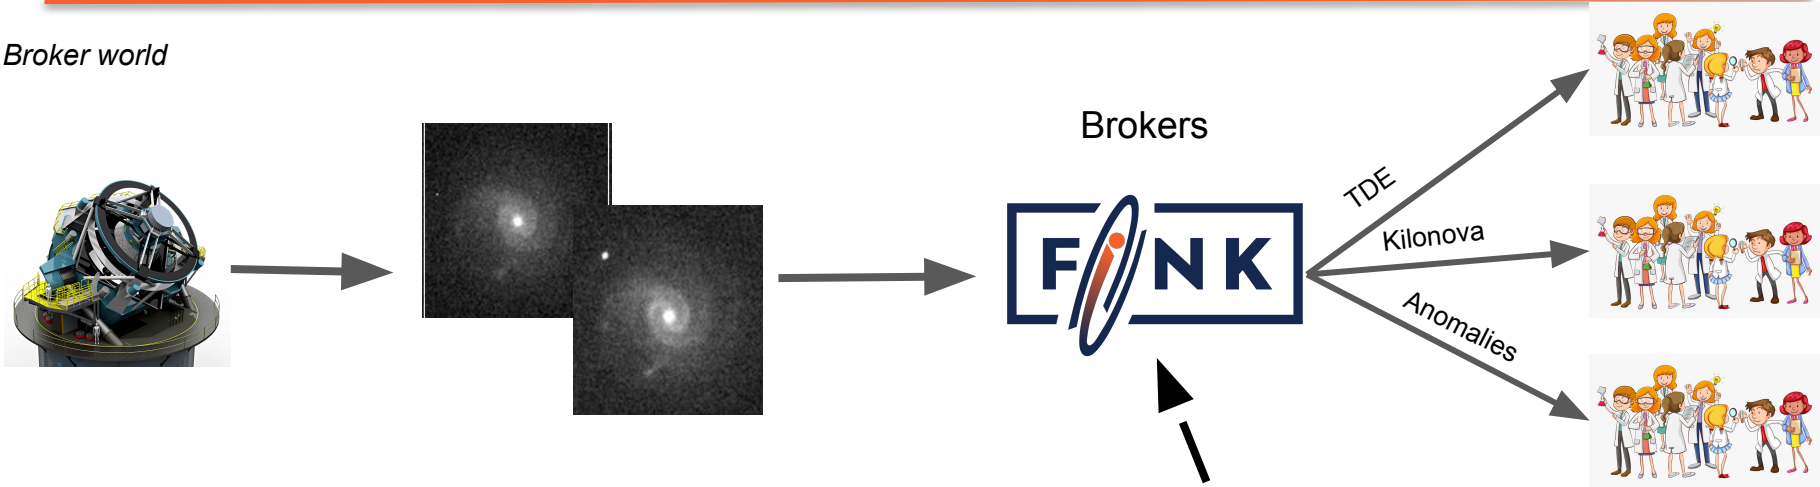 Broker world
Brokers
FINK
TDE
Kilonova
Anomalies